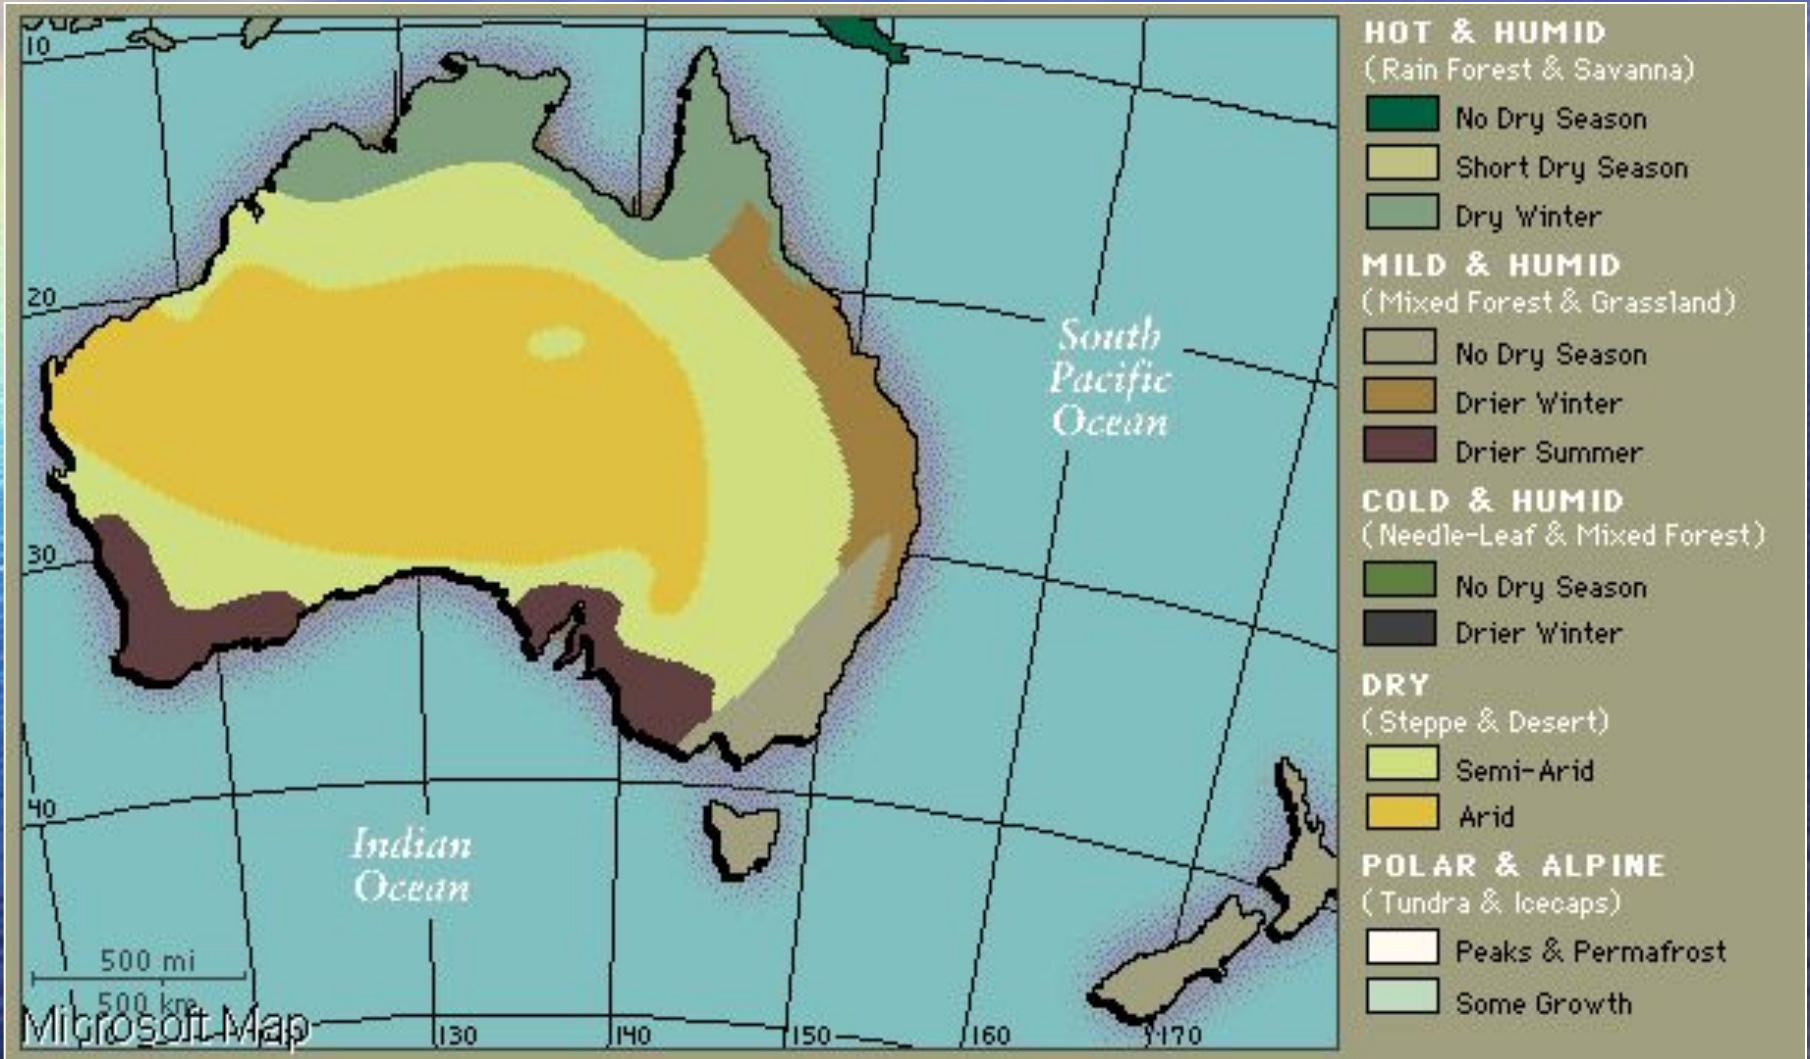 10
20
30
40
South
Pacific
Ocean
Indian
Ocean
500 mi
500 km
Microsoft Map
130
140
150
160
170
HOT & HUMID
(Rain Forest & Savanna)
No Dry Season
Short Dry Season
Dry Winter
MILD & HUMID
(Mixed Forest & Grassland)
No Dry Season
Drier Winter
Drier Summer
COLD & HUMID
(Needle-Leaf & Mixed Forest)
No Dry Season
Drier Winter
DRY
(Steppe & Desert)
Semi-Arid
Arid
POLAR & ALPINE
(Tundra & Icecaps)
Peaks & Permafrost
Some Growth